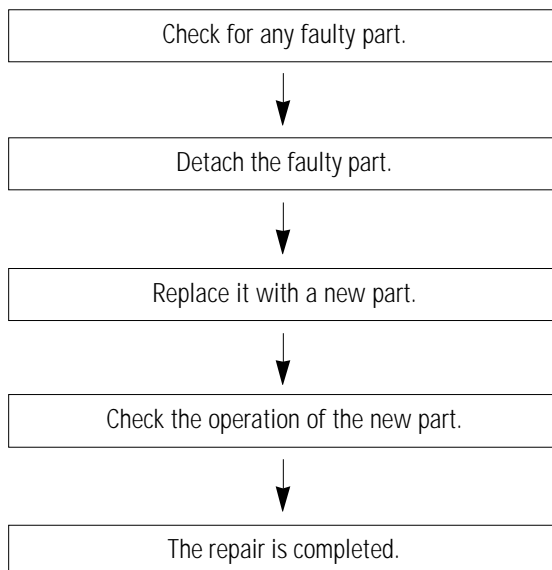 Check for any faulty part.
Detach the faulty part.
Replace it with a new part.
Check the operation of the new part.
The repair is completed.